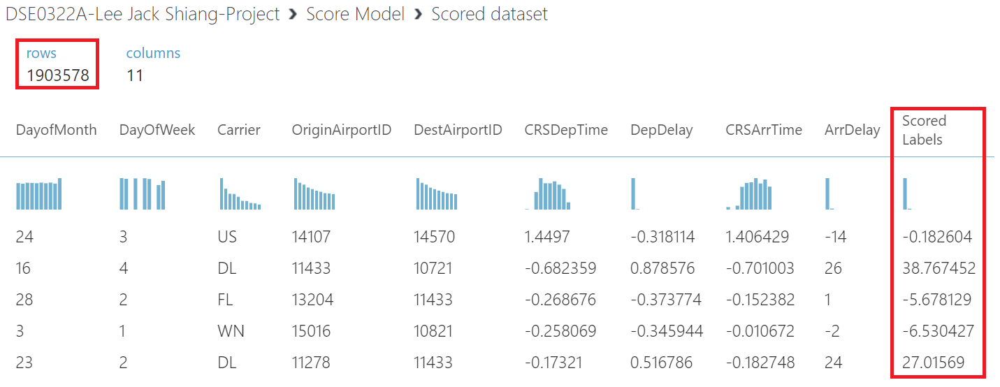 DSE0322A-Lee Jack Shiang-Project > Score Model > Scored dataset
rows columns
1903578 11
DayofMonth DayOfWeek Carrier OriginAirportID DestAirportID CRSDepTime DepDelay CRSArrTime ArrDelay Scored Labels
24 3 US 14107 14570 1.4497 -0.318114 1.406429 -14 -0.182604
16 4 DL 11433 10721 -0.682359 0.878576 -0.701003 26 38.767452
28 2 FL 13204 11433 -0.268676 -0.373774 -0.152382 1 -5.678129
3 1 WN 15016 10821 -0.258069 -0.345944 -0.010672 -2 -6.530427
23 2 DL 11278 11433 -0.17321 0.516786 -0.182748 24 27.01569